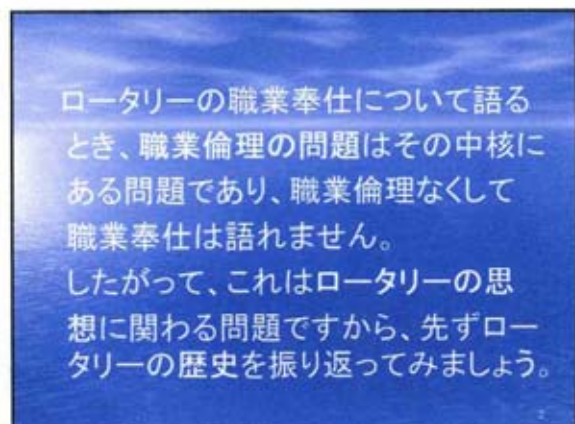 ロータリーの職業奉仕について語る
とき、職業倫理の問題はその中核に
ある問題であり、職業倫理なくして
職業奉仕は語れません。
したがって、これはロータリーの思
想に関わる問題ですから、先ずロー
タリーの歴史を振り返ってみましょう。
2